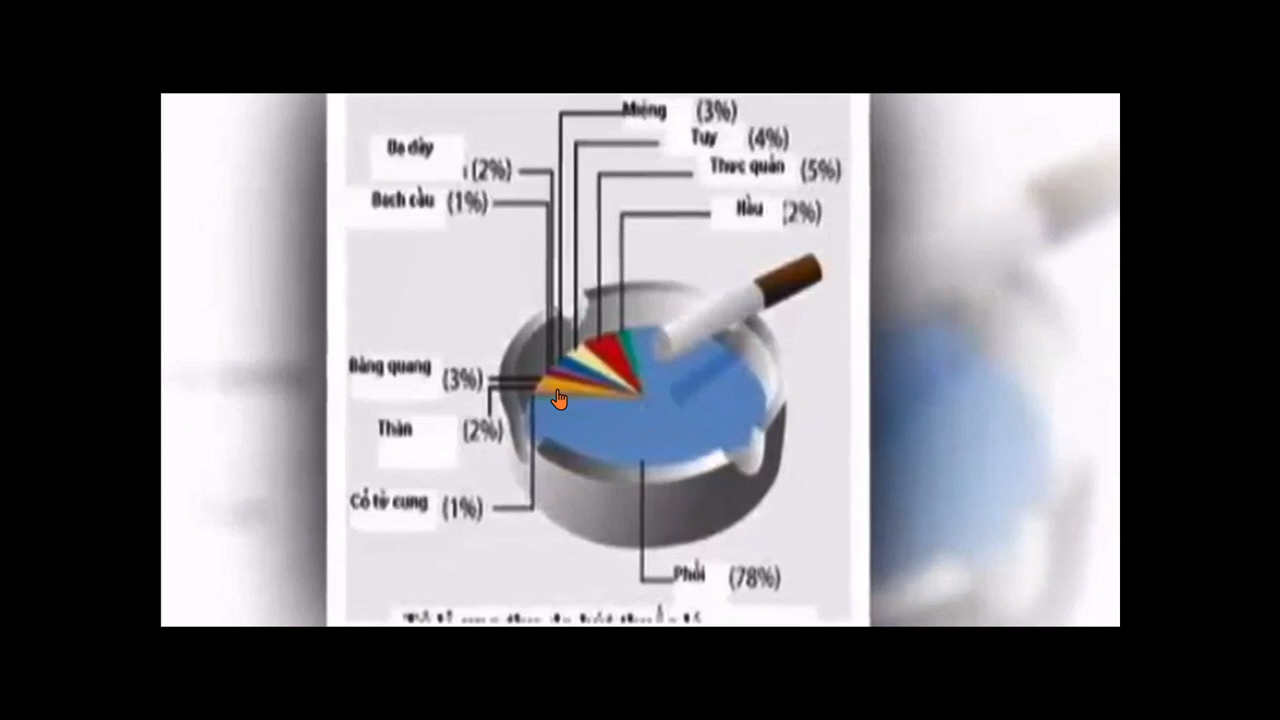 Miệng (3%)
Tụy (4%)
Thực quản (5%)
Hầu (2%)
Dạ dày (2%)
Bạch cầu (1%)
Bàng quang (3%)
Thận (2%)
Cổ tử cung (1%)
Phổi (78%)